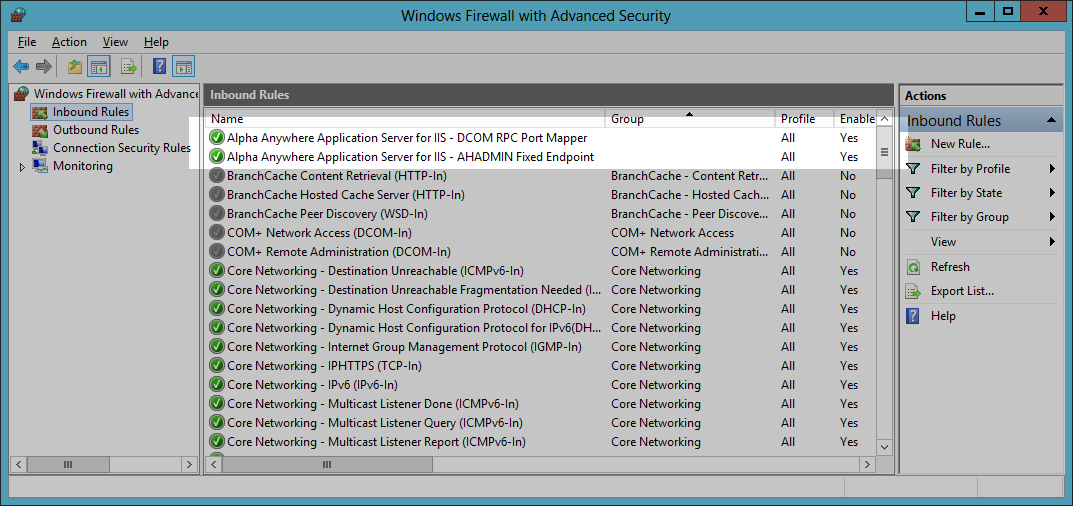 Windows Firewall with Advanced Security
File Action View Help
Windows Firewall with Advance
Inbound Rules
Outbound Rules
Connection Security Rules
Monitoring
Inbound Rules
Name Group Profile Enable
Alpha Anywhere Application Server for IIS - DCOM RPC Port Mapper All Yes
Alpha Anywhere Application Server for IIS - AHADMIN Fixed Endpoint All Yes
BranchCache Content Retrieval (HTTP-In) BranchCache - Content Retr... All No
BranchCache Hosted Cache Server (HTTP-In) BranchCache - Hosted Cach... All No
BranchCache Peer Discovery (WSD-In) BranchCache - Peer Discove... All No
COM+ Network Access (DCOM-In) COM+ Network Access All No
COM+ Remote Administration (DCOM-In) COM+ Remote Administrati... All No
Core Networking - Destination Unreachable (ICMPv6-In) Core Networking All Yes
Core Networking - Destination Unreachable Fragmentation Needed (I... Core Networking All Yes
Core Networking - Dynamic Host Configuration Protocol (DHCP-In) Core Networking All Yes
Core Networking - Dynamic Host Configuration Protocol for IPv6(DH... Core Networking All Yes
Core Networking - Internet Group Management Protocol (IGMP-In) Core Networking All Yes
Core Networking - IPHTTPS (TCP-In) Core Networking All Yes
Core Networking - IPv6 (IPv6-In) Core Networking All Yes
Core Networking - Multicast Listener Done (ICMPv6-In) Core Networking All Yes
Core Networking - Multicast Listener Query (ICMPv6-In) Core Networking All Yes
Core Networking - Multicast Listener Report (ICMPv6-In) Core Networking All Yes
Actions
Inbound Rules
New Rule...
Filter by Profile
Filter by State
Filter by Group
View
Refresh
Export List...
Help